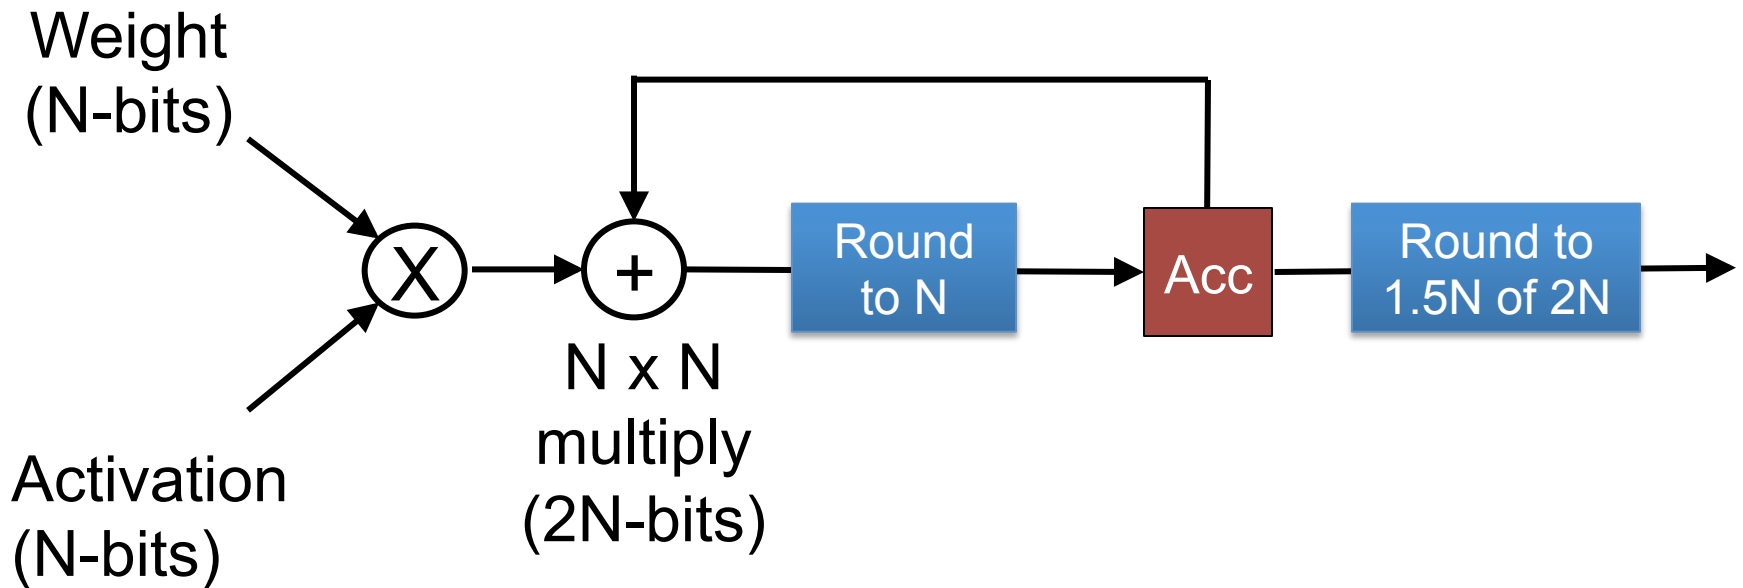 Weight
(N-bits)
X
+
Round
to N
Acc
Round to
1.5N of 2N
N x N
multiply
(2N-bits)
Activation
(N-bits)